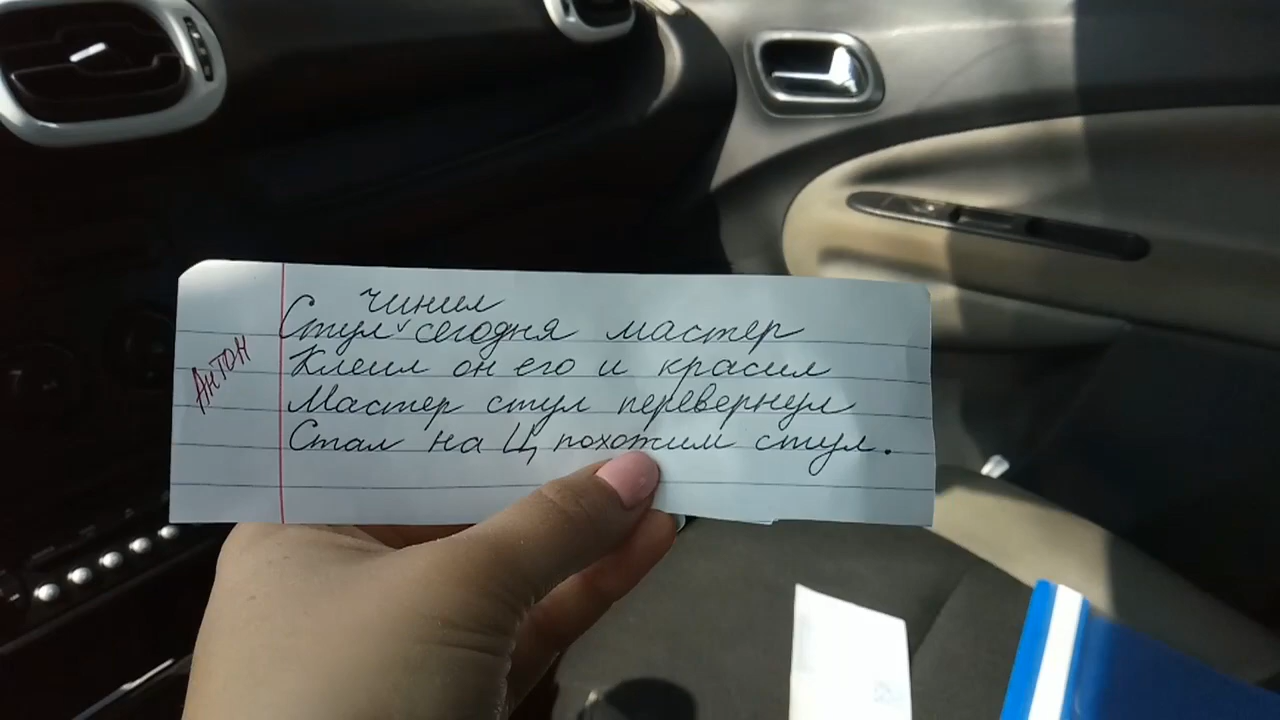 чинил
Стул ✓ сегодня мастер
Клеил он его и красил
Мастер стул перевернул
Стал на Ц похожим стул.
Антон